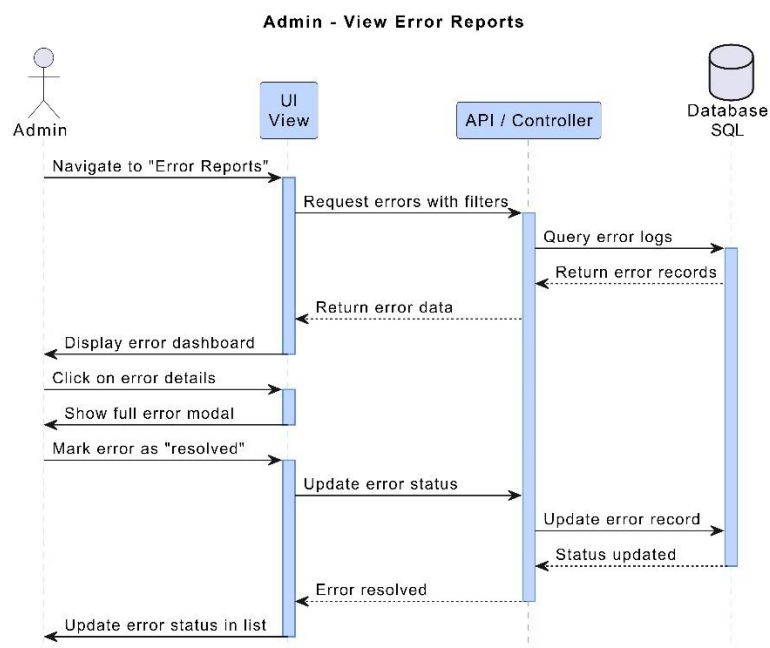 Admin - View Error Reports
Admin
UI
View
API / Controller
Database
SQL
Navigate to "Error Reports"
Request errors with filters
Query error logs
Return error records
Return error data
Display error dashboard
Click on error details
Show full error modal
Mark error as "resolved"
Update error status
Update error record
Status updated
Error resolved
Update error status in list